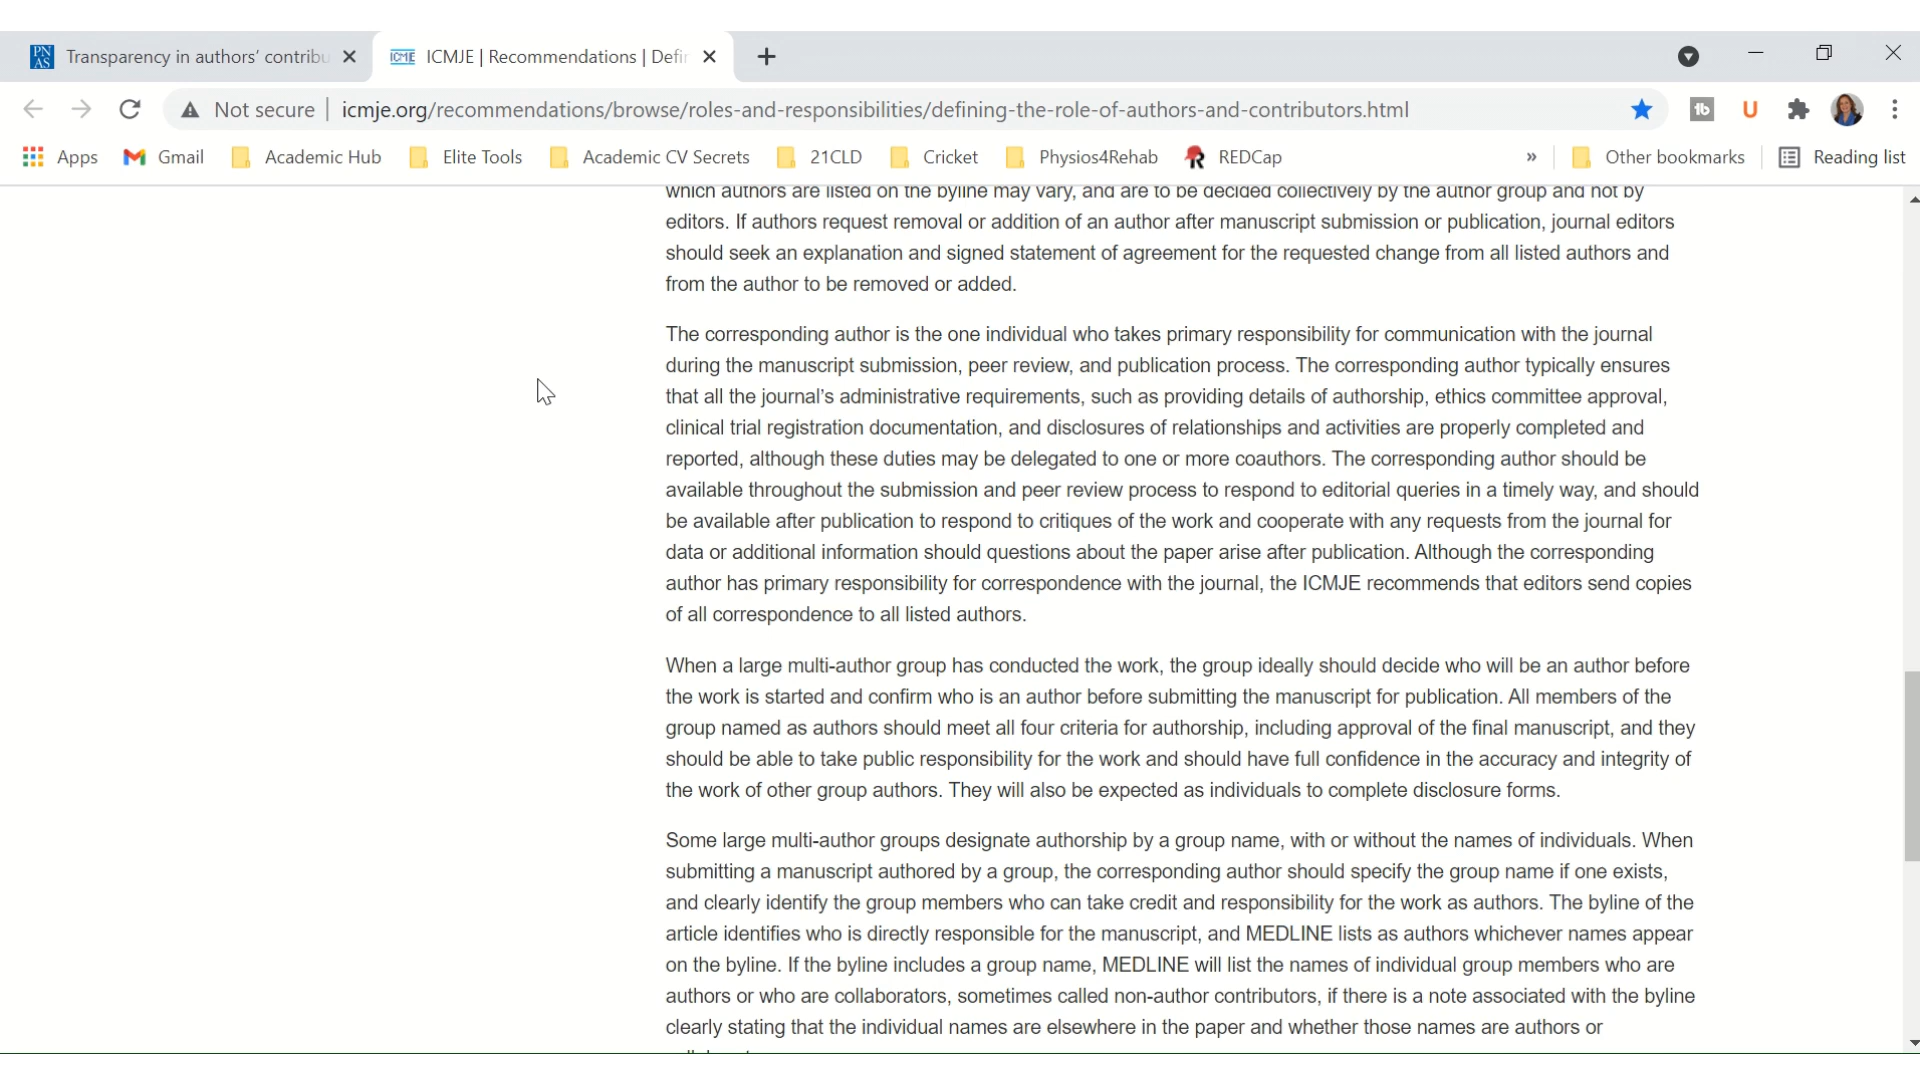 PN
AS
Transparency in authors’ contribu
ICMJE | Recommendations | Defin
Not secure
icmje.org/recommendations/browse/roles-and-responsibilities/defining-the-role-of-authors-and-contributors.html
Apps
Gmail
Academic Hub
Elite Tools
Academic CV Secrets
21CLD
Cricket
Physios4Rehab
REDCap
»
Other bookmarks
Reading list
which authors are listed on the byline may vary, and are to be decided collectively by the author group and not by
editors. If authors request removal or addition of an author after manuscript submission or publication, journal editors
should seek an explanation and signed statement of agreement for the requested change from all listed authors and
from the author to be removed or added.
The corresponding author is the one individual who takes primary responsibility for communication with the journal
during the manuscript submission, peer review, and publication process. The corresponding author typically ensures
that all the journal’s administrative requirements, such as providing details of authorship, ethics committee approval,
clinical trial registration documentation, and disclosures of relationships and activities are properly completed and
reported, although these duties may be delegated to one or more coauthors. The corresponding author should be
available throughout the submission and peer review process to respond to editorial queries in a timely way, and should
be available after publication to respond to critiques of the work and cooperate with any requests from the journal for
data or additional information should questions about the paper arise after publication. Although the corresponding
author has primary responsibility for correspondence with the journal, the ICMJE recommends that editors send copies
of all correspondence to all listed authors.
When a large multi-author group has conducted the work, the group ideally should decide who will be an author before
the work is started and confirm who is an author before submitting the manuscript for publication. All members of the
group named as authors should meet all four criteria for authorship, including approval of the final manuscript, and they
should be able to take public responsibility for the work and should have full confidence in the accuracy and integrity of
the work of other group authors. They will also be expected as individuals to complete disclosure forms.
Some large multi-author groups designate authorship by a group name, with or without the names of individuals. When
submitting a manuscript authored by a group, the corresponding author should specify the group name if one exists,
and clearly identify the group members who can take credit and responsibility for the work as authors. The byline of the
article identifies who is directly responsible for the manuscript, and MEDLINE lists as authors whichever names appear
on the byline. If the byline includes a group name, MEDLINE will list the names of individual group members who are
authors or who are collaborators, sometimes called non-author contributors, if there is a note associated with the byline
clearly stating that the individual names are elsewhere in the paper and whether those names are authors or